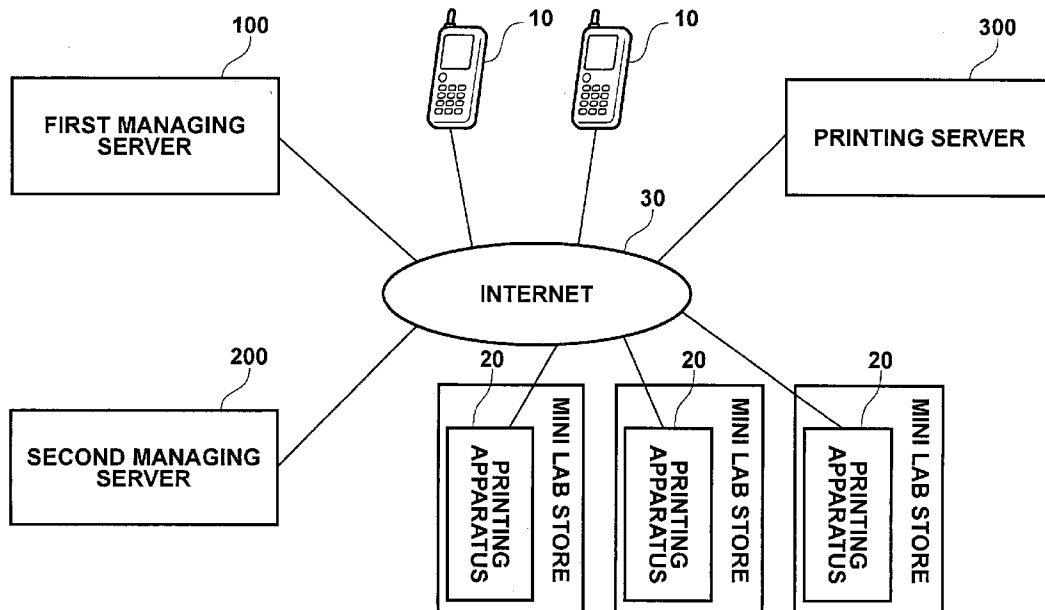 100
10
10
300
FIRST MANAGING
SERVER
PRINTING SERVER
30
INTERNET
200
SECOND MANAGING
SERVER
20
20
20
PRINTING
APPARATUS
MINI LAB STORE
PRINTING
APPARATUS
MINI LAB STORE
PRINTING
APPARATUS
MINI LAB STORE